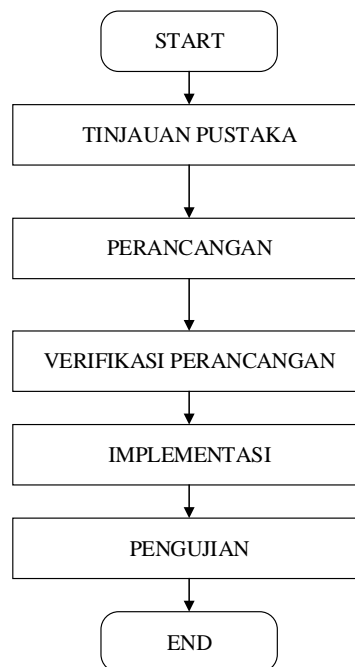 START
TINJAUAN PUSTAKA
PERANCANGAN
VERIFIKASI PERANCANGAN
IMPLEMENTASI
PENGUJIAN
END